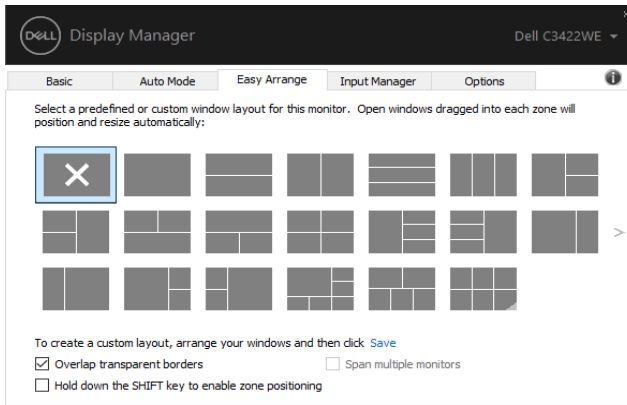 DELL Display Manager
Dell C3422WE
Basic Auto Mode Easy Arrange Input Manager Options
Select a predefined or custom window layout for this monitor. Open windows dragged into each zone will
position and resize automatically:
To create a custom layout, arrange your windows and then click Save
Overlap transparent borders
Span multiple monitors
Hold down the SHIFT key to enable zone positioning